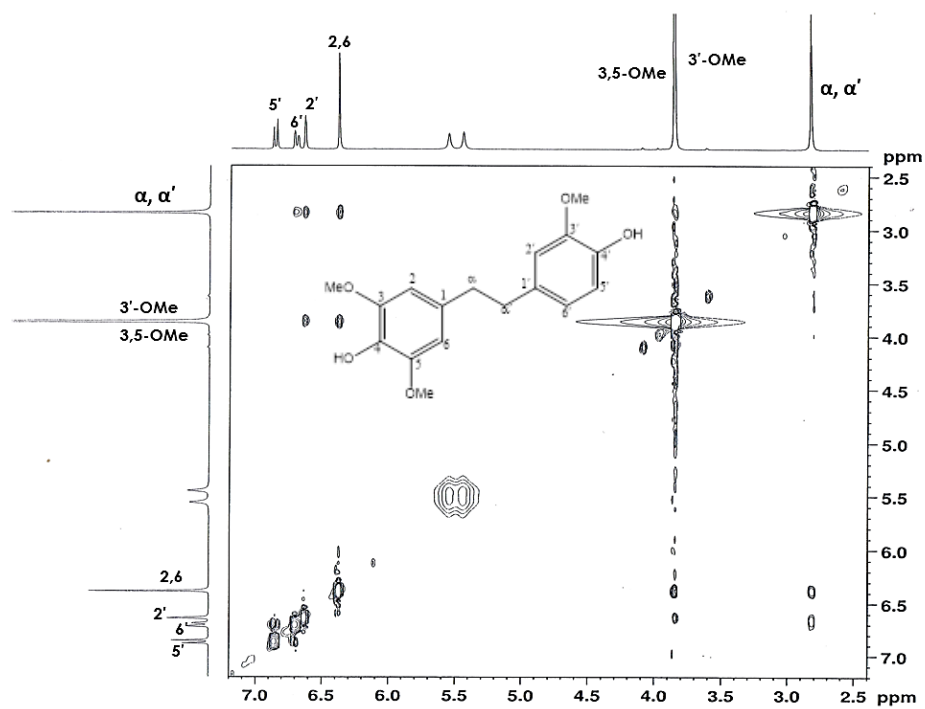 2,6
3,5-OMe
3'-OMe
α, α'
5'
6'
2'
ppm
α, α'
3'-OMe
3,5-OMe
2,6
2'
6
5'
2.5
3.0
3.5
4.0
4.5
5.0
5.5
6.0
6.5
7.0
OMe
3'
OH
2'
4'
MeO
2
α
1'
5'
3
1
α'
6'
HO
4
6
5
OMe
7.0 6.5 6.0 5.5 5.0 4.5 4.0 3.5 3.0 2.5 ppm